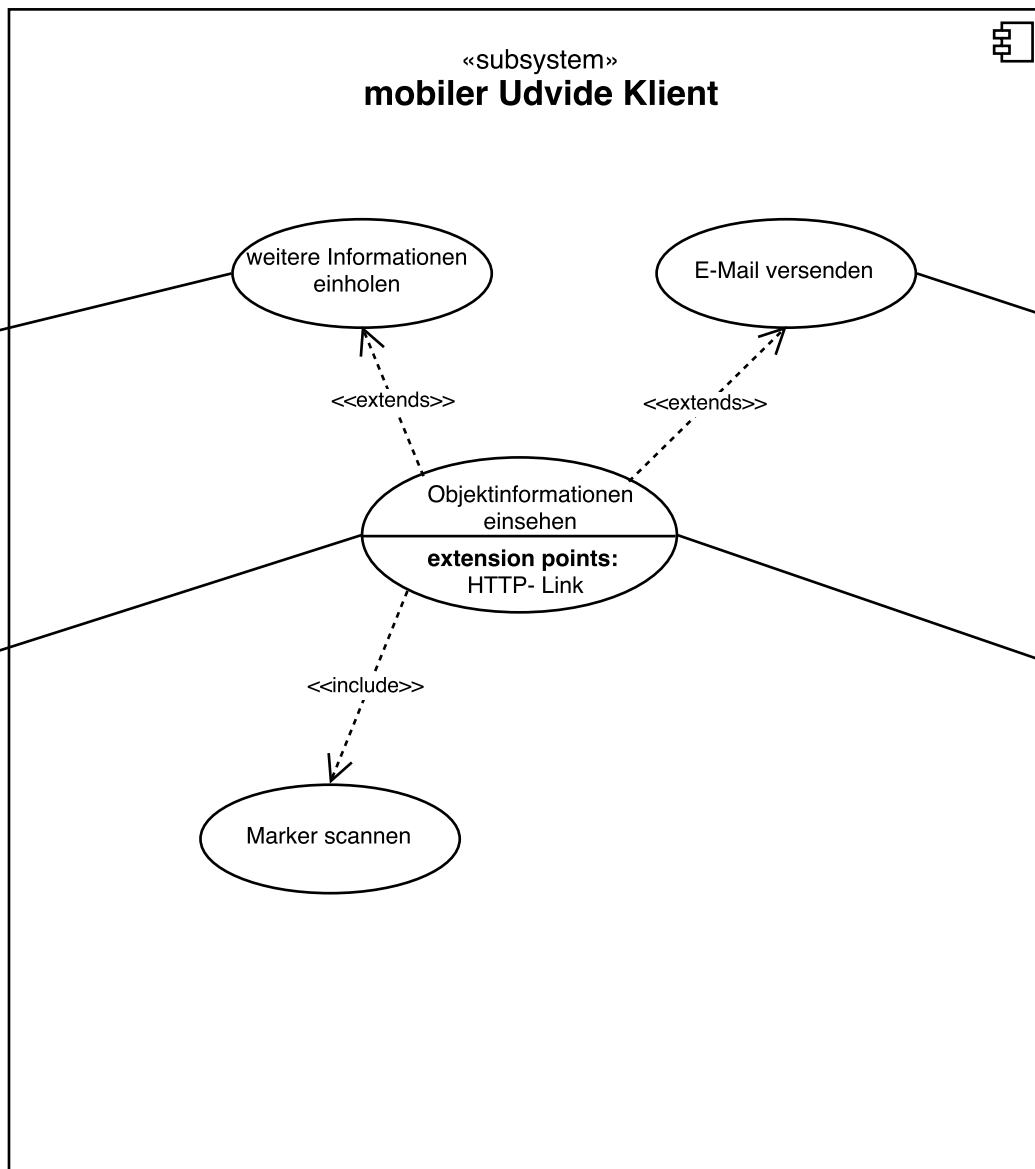 «subsystem»
mobiler Udvide Klient
weitere Informationen
einholen
E-Mail versenden
<<extends>>
<<extends>>
Objektinformationen
einsehen
extension points:
HTTP- Link
<<include>>
Marker scannen